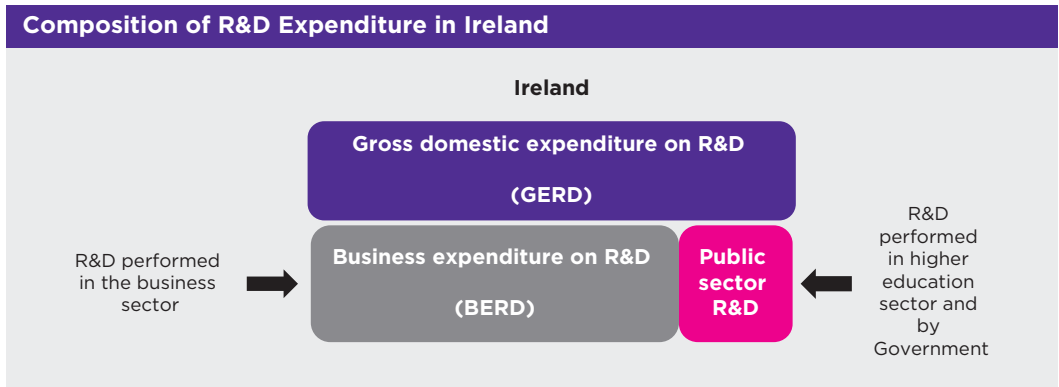 Composition of R&D Expenditure in Ireland
Ireland
Gross domestic expenditure on R&D
(GERD)
R&D performed
in the business
sector
Business expenditure on R&D
(BERD)
Public
sector
R&D
R&D
performed
in higher
education
sector and
by
Government